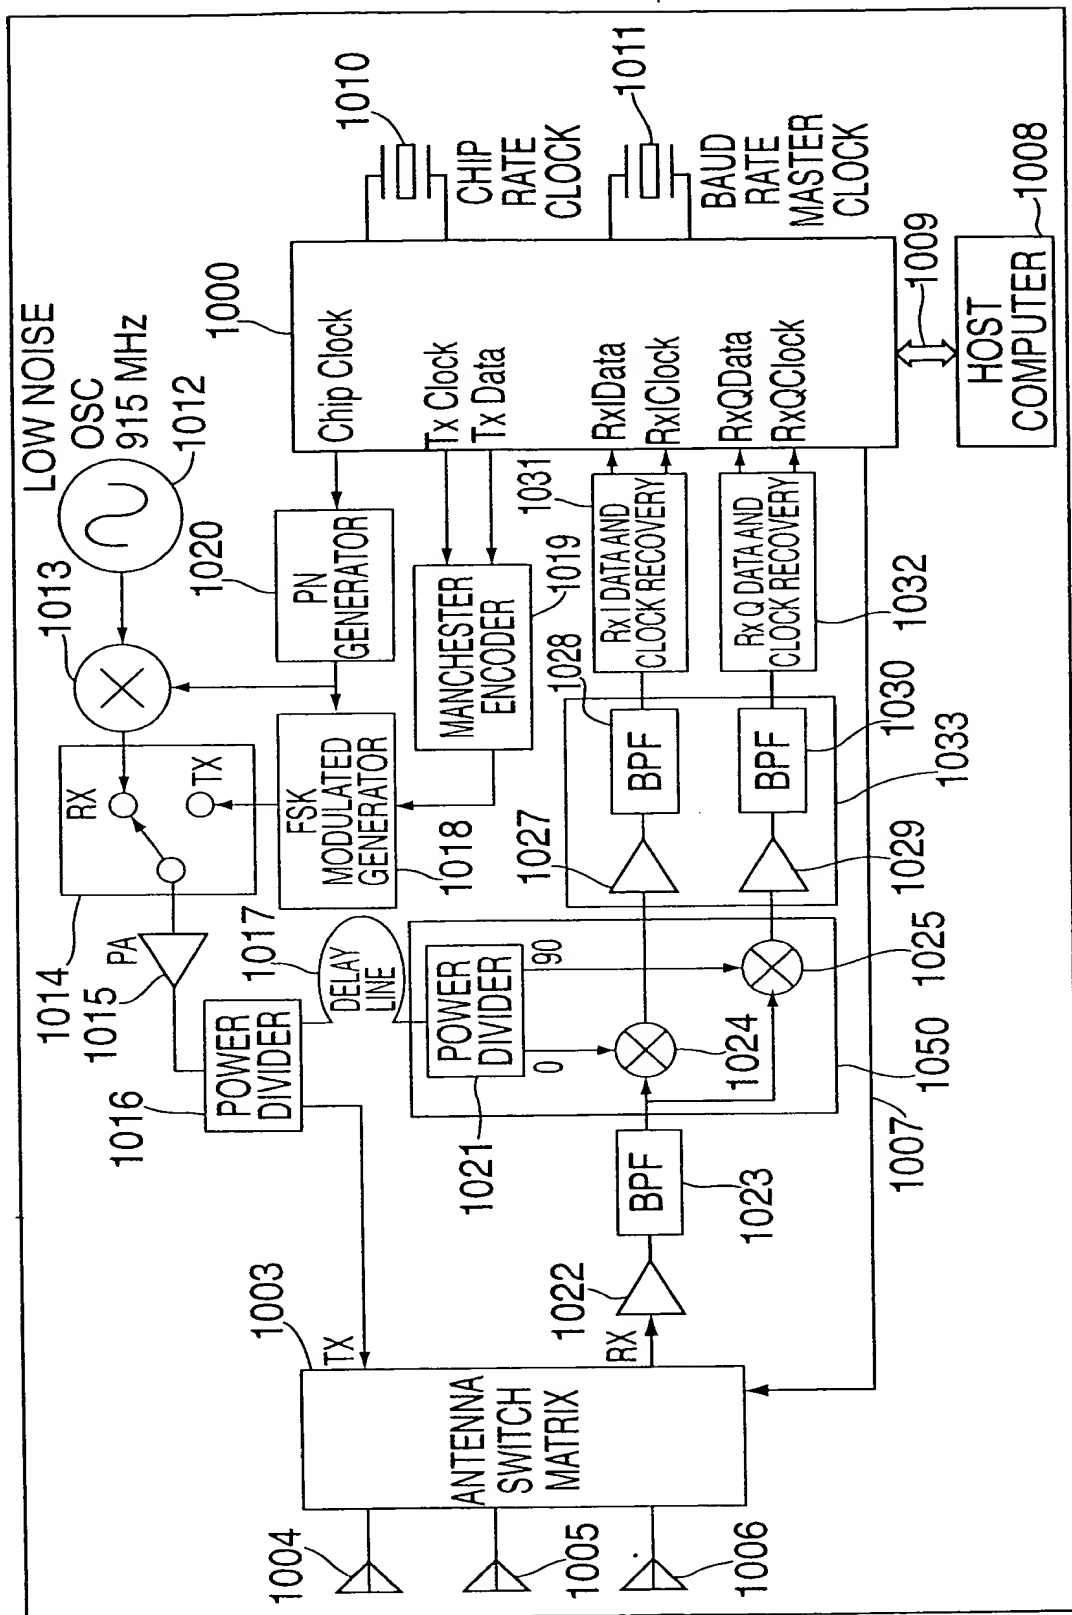 LOW NOISE
OSC
915 MHz
1012
1013
1020
1000
Chip Clock
Tx Clock
Tx Data
RxIData
RxIClock
RxQData
RxQClock
1010
CHIP
RATE
CLOCK
1011
BAUD
RATE
MASTER
CLOCK
1009
HOST
COMPUTER
1008
PN
GENERATOR
MANCHESTER
ENCODER
1019
1031
Rx I DATA AND
CLOCK RECOVERY
Rx Q DATA AND
CLOCK RECOVERY
1032
RX
TX
1014
FSK
MODULATED
GENERATOR
1018
1028
BPF
BPF
1030
1033
1027
1029
PA
1015
1017
DELAY
LINE
POWER
DIVIDER
1016
POWER
DIVIDER
0
90
1021
1024
1025
1050
1007
BPF
1023
1022
1003
TX
RX
ANTENNA
SWITCH
MATRIX
1004
1005
1006